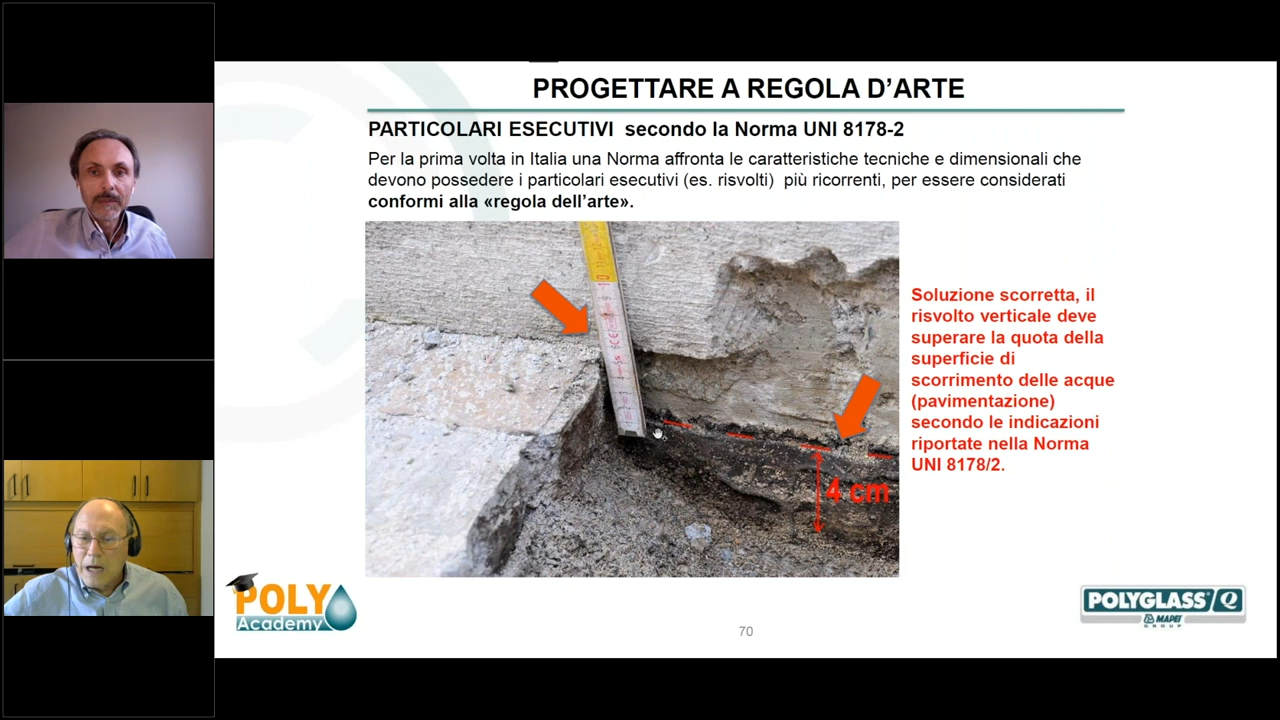 PROGETTARE A REGOLA D’ARTE
PARTICOLARI ESECUTIVI secondo la Norma UNI 8178-2
Per la prima volta in Italia una Norma affronta le caratteristiche tecniche e dimensionali che
devono possedere i particolari esecutivi (es. risvolti) più ricorrenti, per essere considerati
conformi alla «regola dell’arte».
Soluzione scorretta, il
risvolto verticale deve
superare la quota della
superficie di
scorrimento delle acque
(pavimentazione)
secondo le indicazioni
riportate nella Norma
UNI 8178/2.
4 cm
POLY
Academy
70
POLYGLASS
MAPEI
GROUP